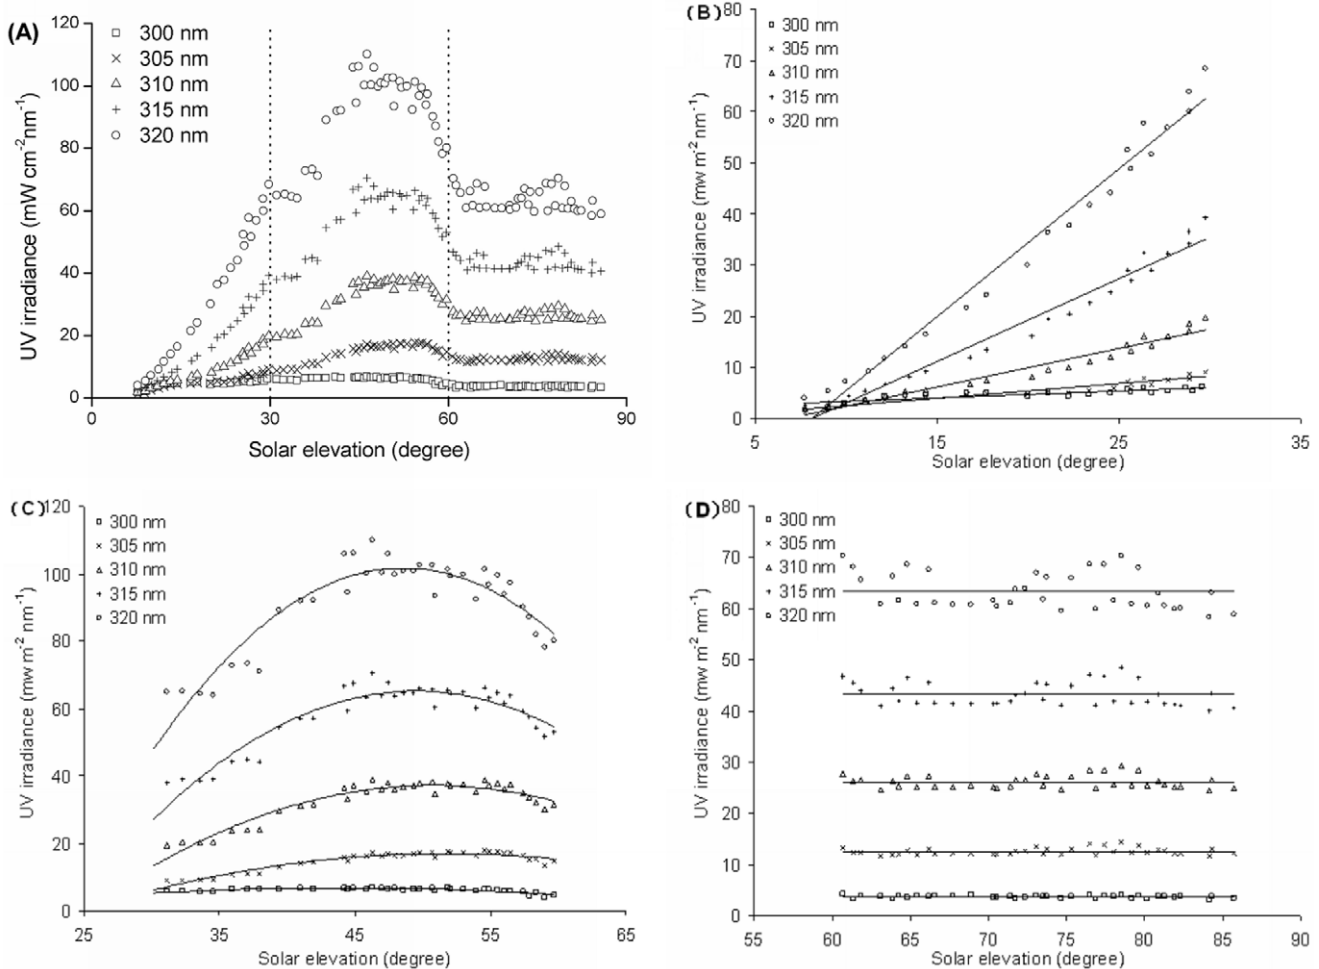 (A)
120
100
80
60
40
20
0
0 30 60 90
UV irradiance (mW cm-2nm-1)
Solar elevation (degree)
300 nm
305 nm
310 nm
315 nm
320 nm
(B)
80
70
60
50
40
30
20
10
0
5 15 25 35
UV irradiance (mw m-2 nm-1)
Solar elevation (degree)
300 nm
305 nm
310 nm
315 nm
320 nm
(C)
120
100
80
60
40
20
0
25 35 45 55 65
UV irradiance (mw m-2 nm-1)
Solar elevation (degree)
300 nm
305 nm
310 nm
315 nm
320 nm
(D)
80
70
60
50
40
30
20
10
0
55 60 65 70 75 80 85 90
UV irradiance (mw m-2 nm-1)
Solar elevation (degree)
300 nm
305 nm
310 nm
315 nm
320 nm